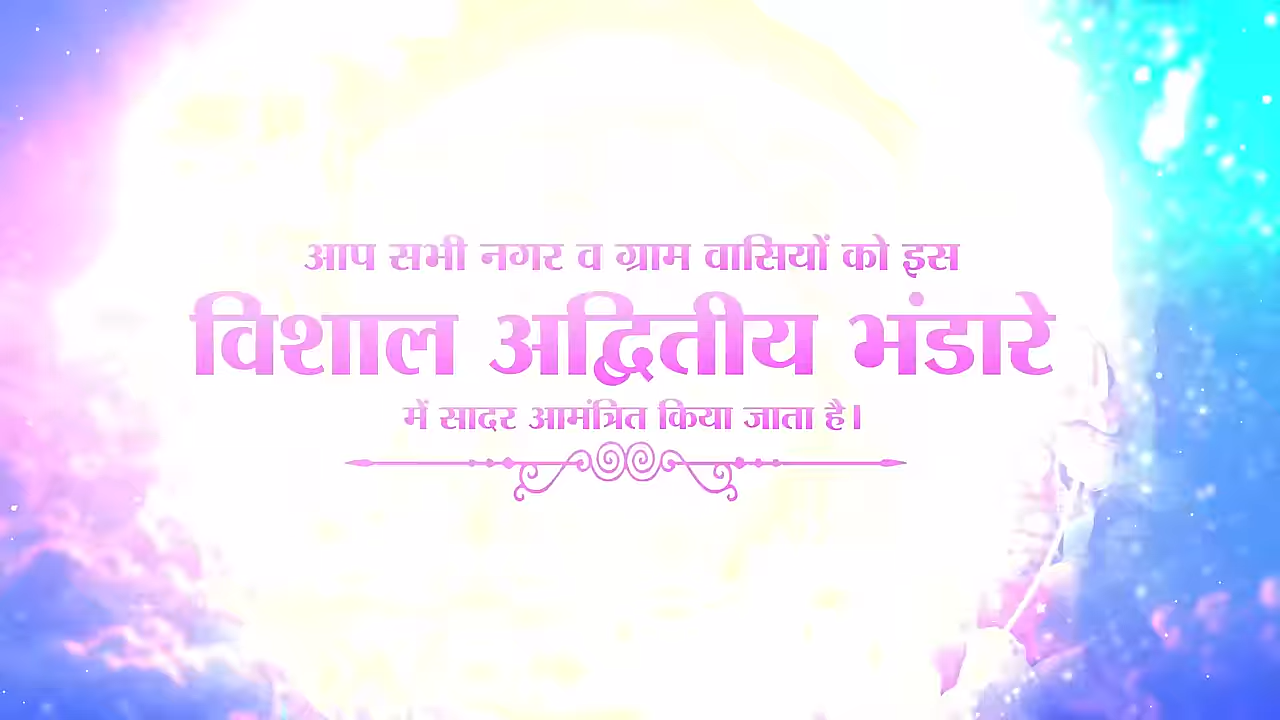 आप सभी नगर व ग्राम वासियों को इस
विशाल अद्वितीय भंडारे
में सादर आमंत्रित किया जाता है।